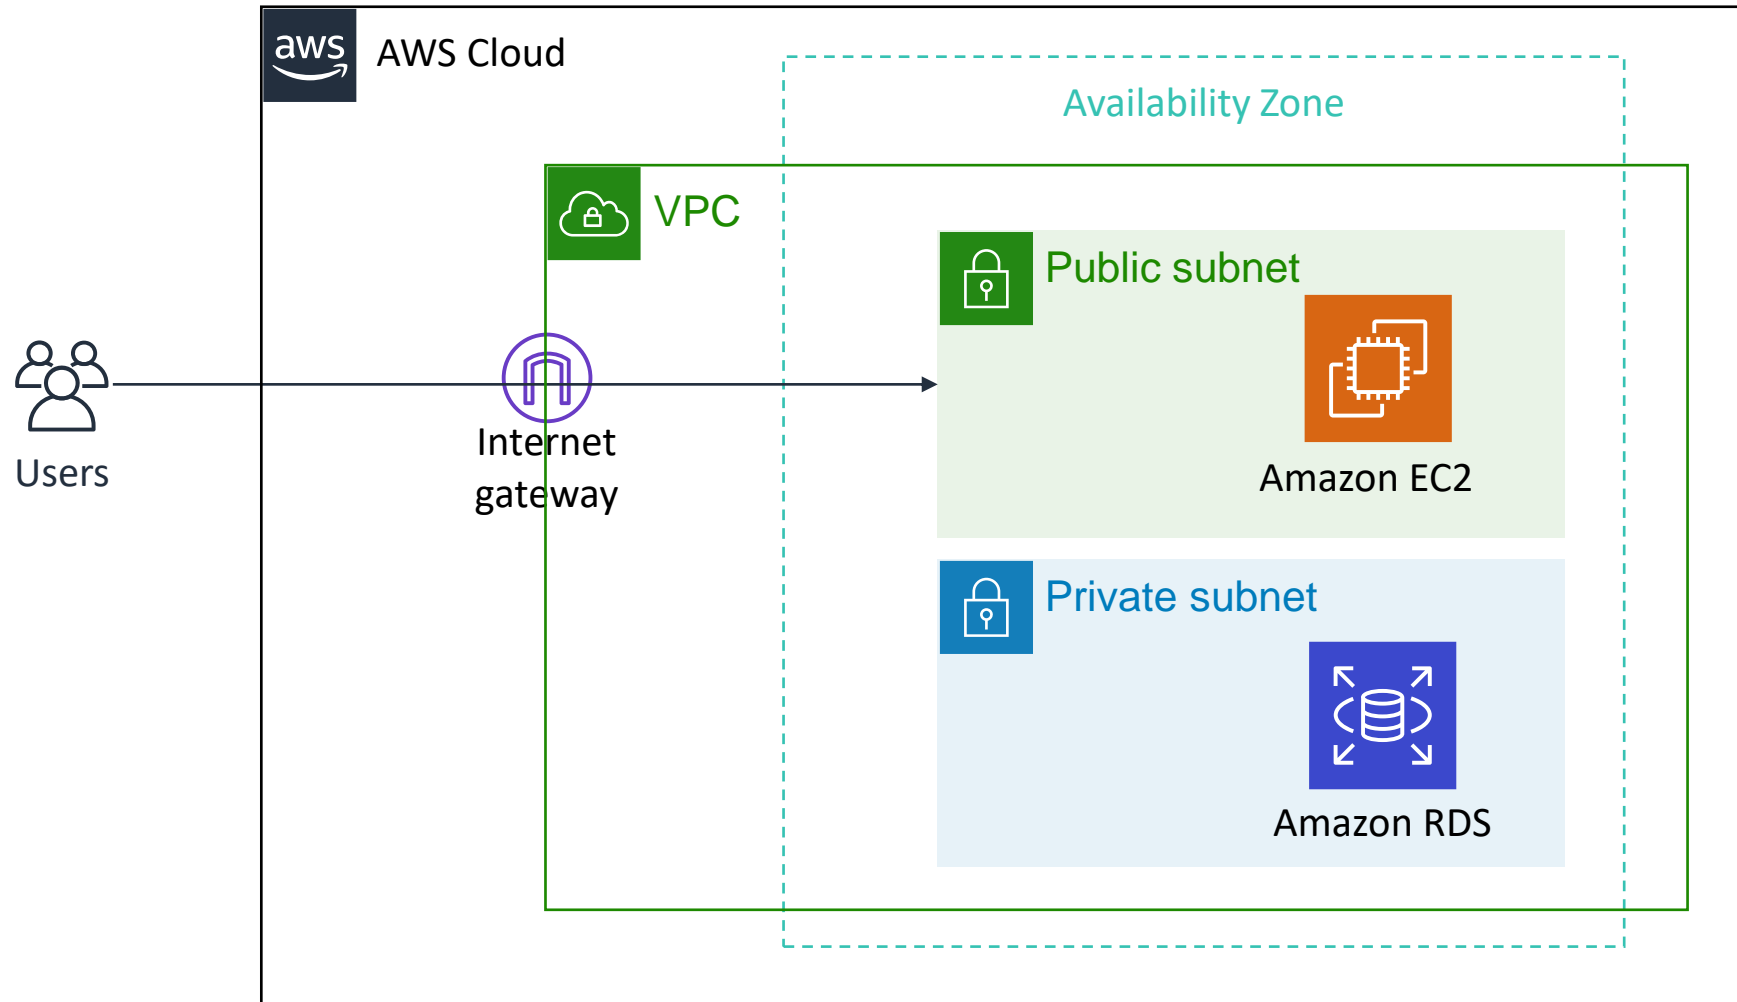 aws
AWS Cloud
Availability Zone
VPC
Public subnet
Amazon EC2
Users
Internet
gateway
Private subnet
Amazon RDS